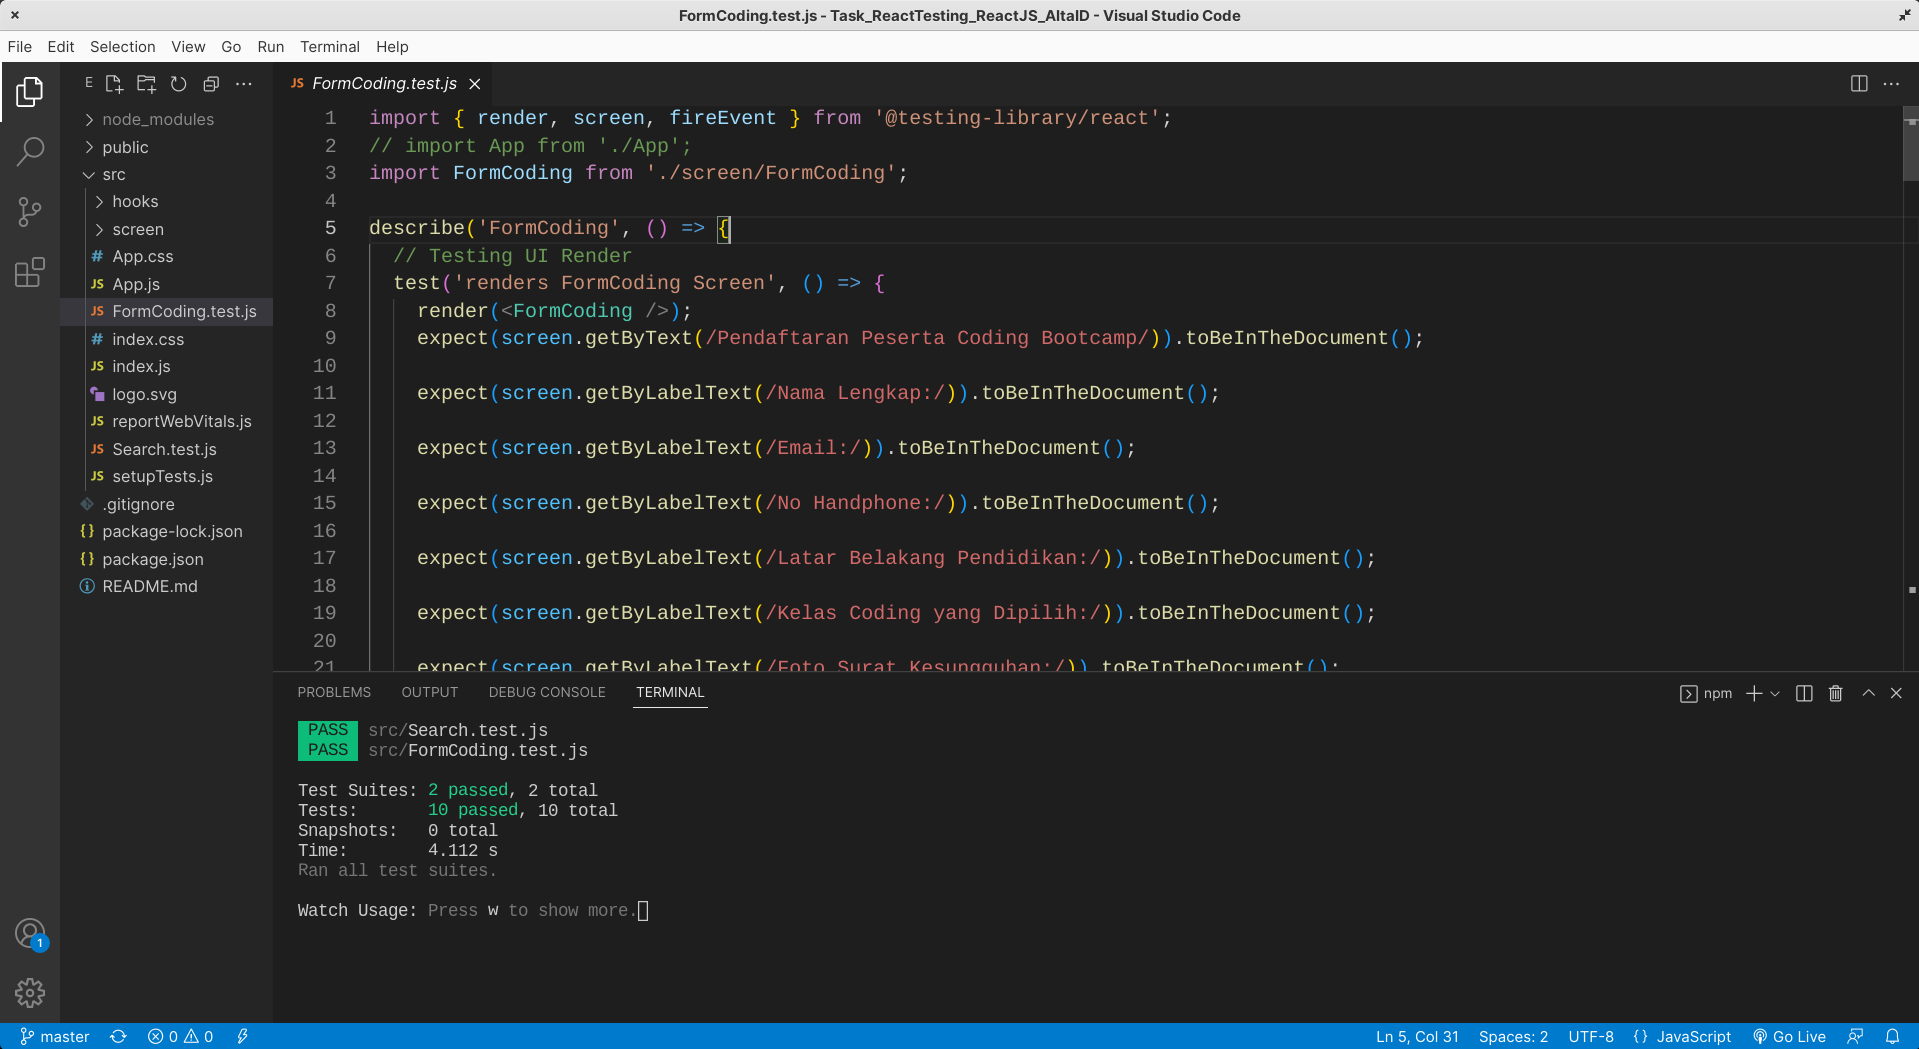 FormCoding.test.js - Task_ReactTesting_ReactJS_AltaID - Visual Studio Code
File Edit Selection View Go Run Terminal Help
E
node_modules
public
src
hooks
screen
# App.css
JS App.js
JS FormCoding.test.js
# index.css
JS index.js
logo.svg
JS reportWebVitals.js
JS Search.test.js
JS setupTests.js
.gitignore
{} package-lock.json
{} package.json
README.md
JS FormCoding.test.js
1 import { render, screen, fireEvent } from '@testing-library/react';
2 // import App from './App';
3 import FormCoding from './screen/FormCoding';
4
5 describe('FormCoding', () => {
6 // Testing UI Render
7 test('renders FormCoding Screen', () => {
8 render(<FormCoding />);
9 expect(screen.getByText(/Pendaftaran Peserta Coding Bootcamp/)).toBeInTheDocument();
10
11 expect(screen.getByLabelText(/Nama Lengkap:/)).toBeInTheDocument();
12
13 expect(screen.getByLabelText(/Email:/)).toBeInTheDocument();
14
15 expect(screen.getByLabelText(/No Handphone:/)).toBeInTheDocument();
16
17 expect(screen.getByLabelText(/Latar Belakang Pendidikan:/)).toBeInTheDocument();
18
19 expect(screen.getByLabelText(/Kelas Coding yang Dipilih:/)).toBeInTheDocument();
20
21 expect(screen.getByLabelText(/Foto Surat Kesungguhan:/)).toBeInTheDocument();
PROBLEMS OUTPUT DEBUG CONSOLE TERMINAL
npm
PASS src/Search.test.js
PASS src/FormCoding.test.js
Test Suites: 2 passed, 2 total
Tests: 10 passed, 10 total
Snapshots: 0 total
Time: 4.112 s
Ran all test suites.
Watch Usage: Press w to show more.
1
master 0 0 Ln 5, Col 31 Spaces: 2 UTF-8 {} JavaScript Go Live